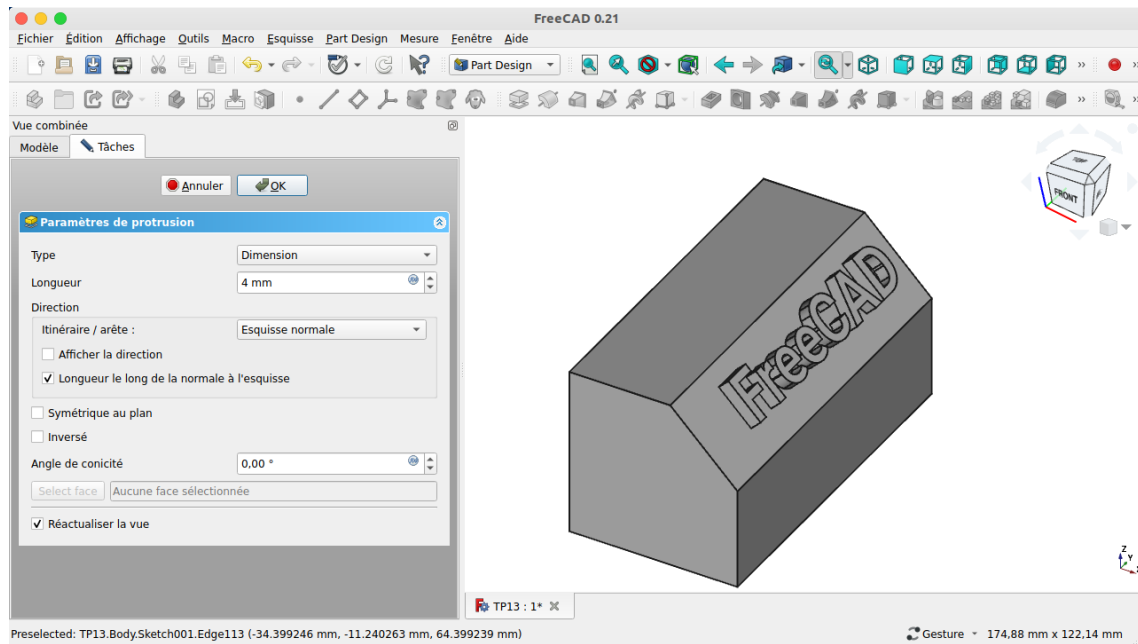 FreeCAD 0.21
Fichier Édition Affichage Outils Macro Esquisse Part Design Mesure Fenêtre Aide
Part Design
Vue combinée
Modèle Tâches
Annuler OK
Paramètres de protrusion
Type Dimension
Longueur 4 mm
Direction
Itinéraire / arête : Esquisse normale
Afficher la direction
Longueur le long de la normale à l'esquisse
Symétrique au plan
Inversé
Angle de conicité 0,00 °
Select face Aucune face sélectionnée
Réactualiser la vue
FRONT
IFreeCAD
Z
Y
TP13 : 1*
Preselected: TP13.Body.Sketch001.Edge113 (-34.399246 mm, -11.240263 mm, 64.399239 mm)
Gesture 174,88 mm x 122,14 mm